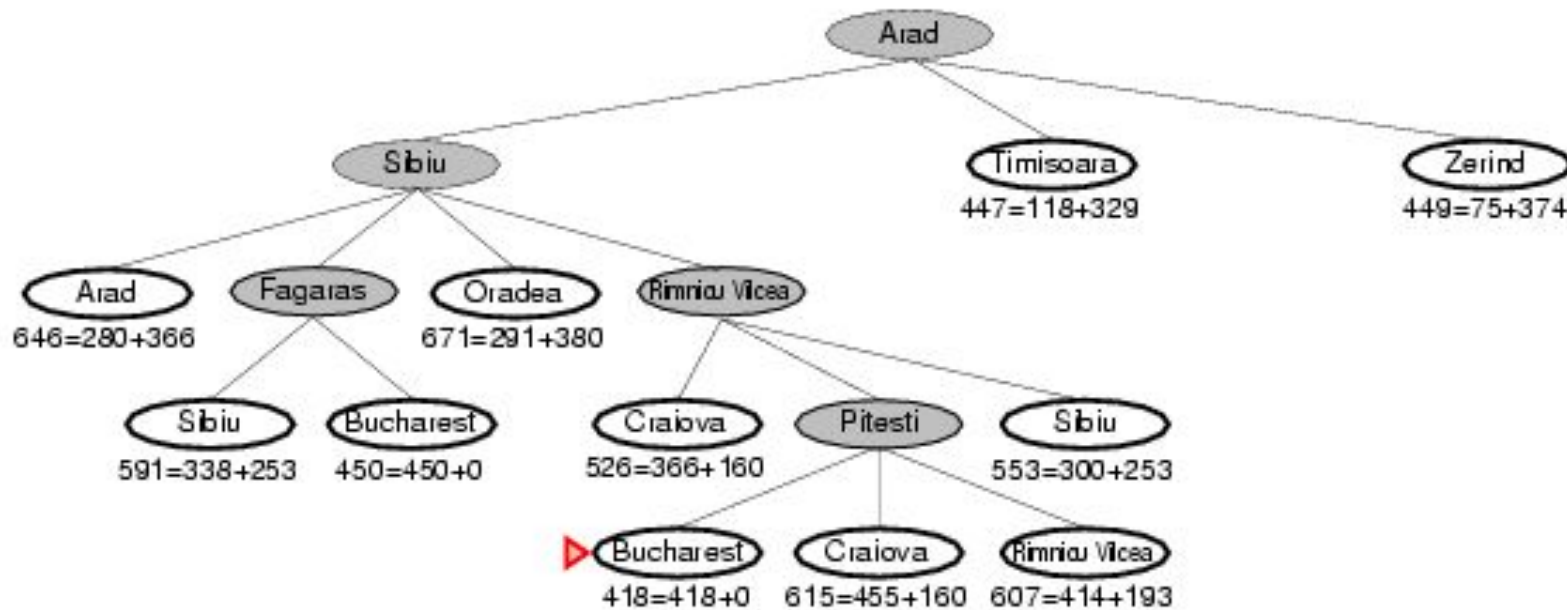 Arad
Sibiu Timisoara Zerind
447=118+329 449=75+374
Arad Fagaras Oradea Rimnicu Vilcea
646=280+366 671=291+380
Sibiu Bucharest Craiova Pitesti Sibiu
591=338+253 450=450+0 526=366+160 553=300+253
Bucharest Craiova Rimnicu Vilcea
418=418+0 615=455+160 607=414+193